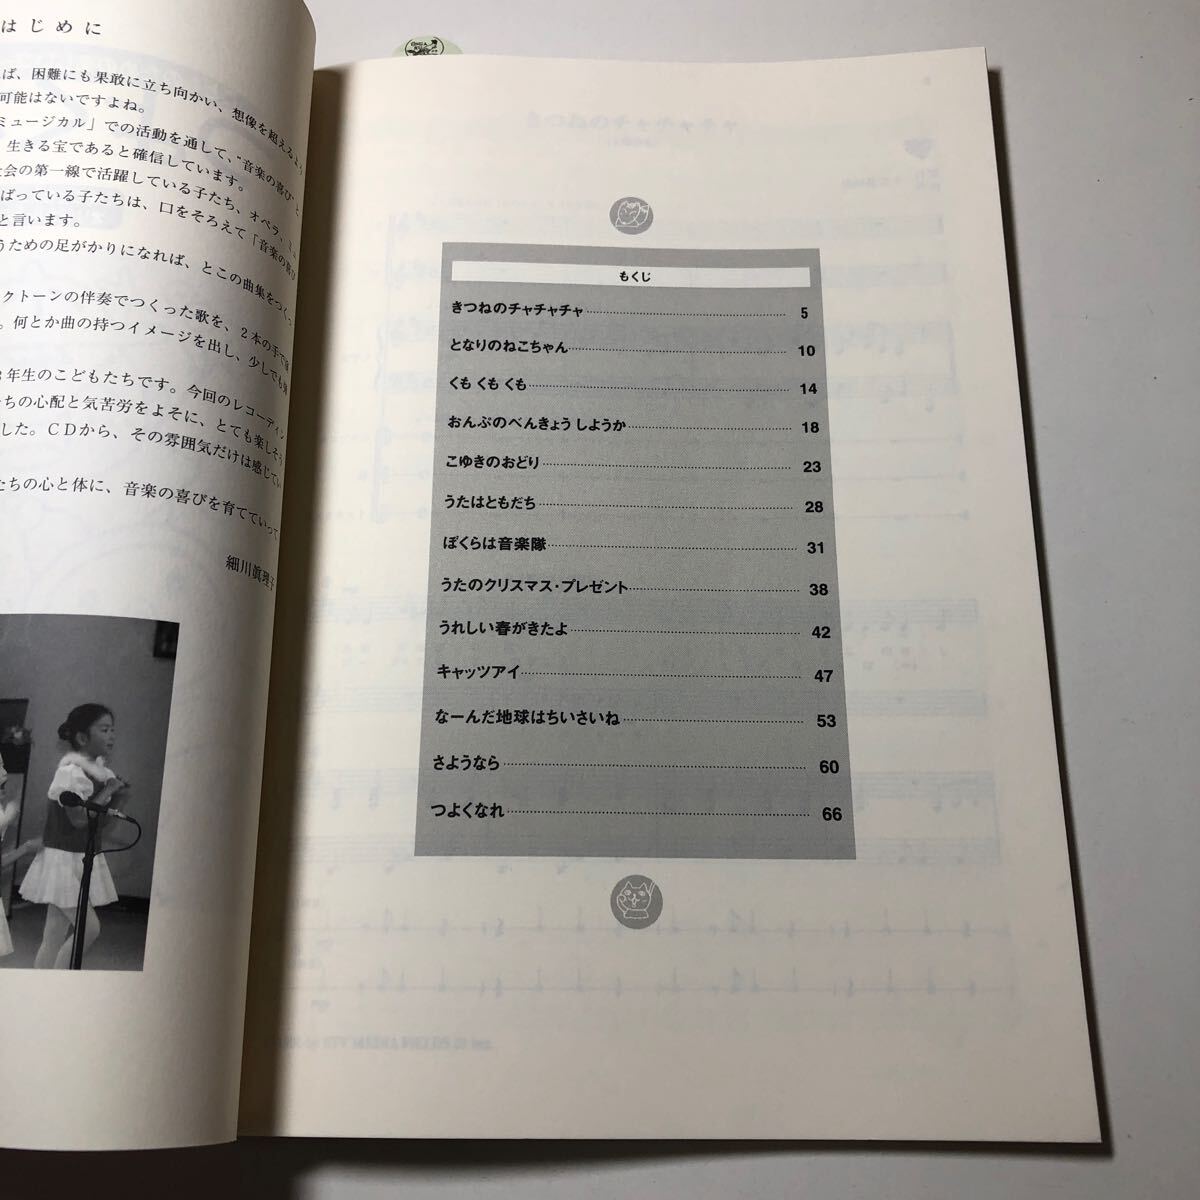 はじめに
ば、困難にも果敢に立ち向かい、想像を超えるよう
可能はないですよね。
ミュージカル」での活動を通して、"音楽の喜び"と
生きる宝であると確信しています。
会の第一線で活躍している子たち、オペラ、ミュ
ばっている子たちは、口をそろえて「音楽の喜び
と言います。
うための足がかりになれば、とこの曲集をつくっ
クトーンの伴奏でつくった歌を、2本の手で
。何とか曲の持つイメージを出し、少しでも
年生のこどもたちです。今回のレコーディン
ちの心配と気苦労をよそに、とても楽しそう
した。CDから、その雰囲気だけは感じてい
たちの心と体に、音楽の喜びを育てていって
細川眞理子
もくじ
きつねのチャチャチャ 5
となりのねこちゃん 10
くも くも くも 14
おんぷのべんきょう しようか 18
こゆきのおどり 23
うたはともだち 28
ぼくらは音楽隊 31
うたのクリスマス・プレゼント 38
うれしい春がきたよ 42
キャッツアイ 47
なーんだ地球はちいさいね 53
さようなら 60
つよくなれ 66